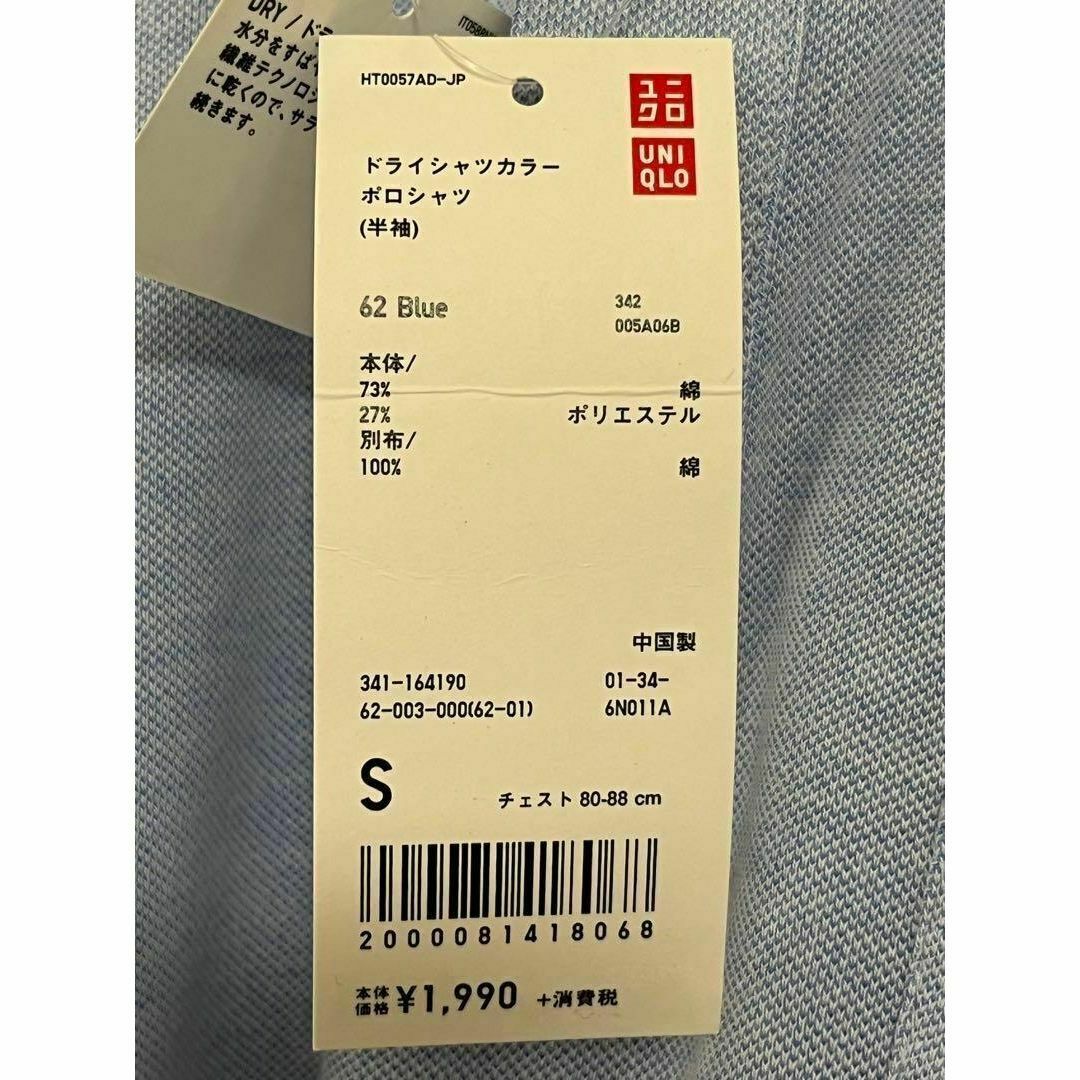 DRY / ドラ
水分をすば
繊維テクノロジ
に乾くので、サラ
続きます。
HT0057AD-JP
ユニ
クロ
UNI
QLO
ドライシャツカラー
ポロシャツ
(半袖)
62 Blue
342
005A06B
本体/
73% 綿
27% ポリエステル
別布/
100% 綿
中国製
341-164190 01-34-
62-003-000(62-01) 6N011A
S チェスト 80-88 cm
2000081418068
本体
価格 ¥1,990 +消費税